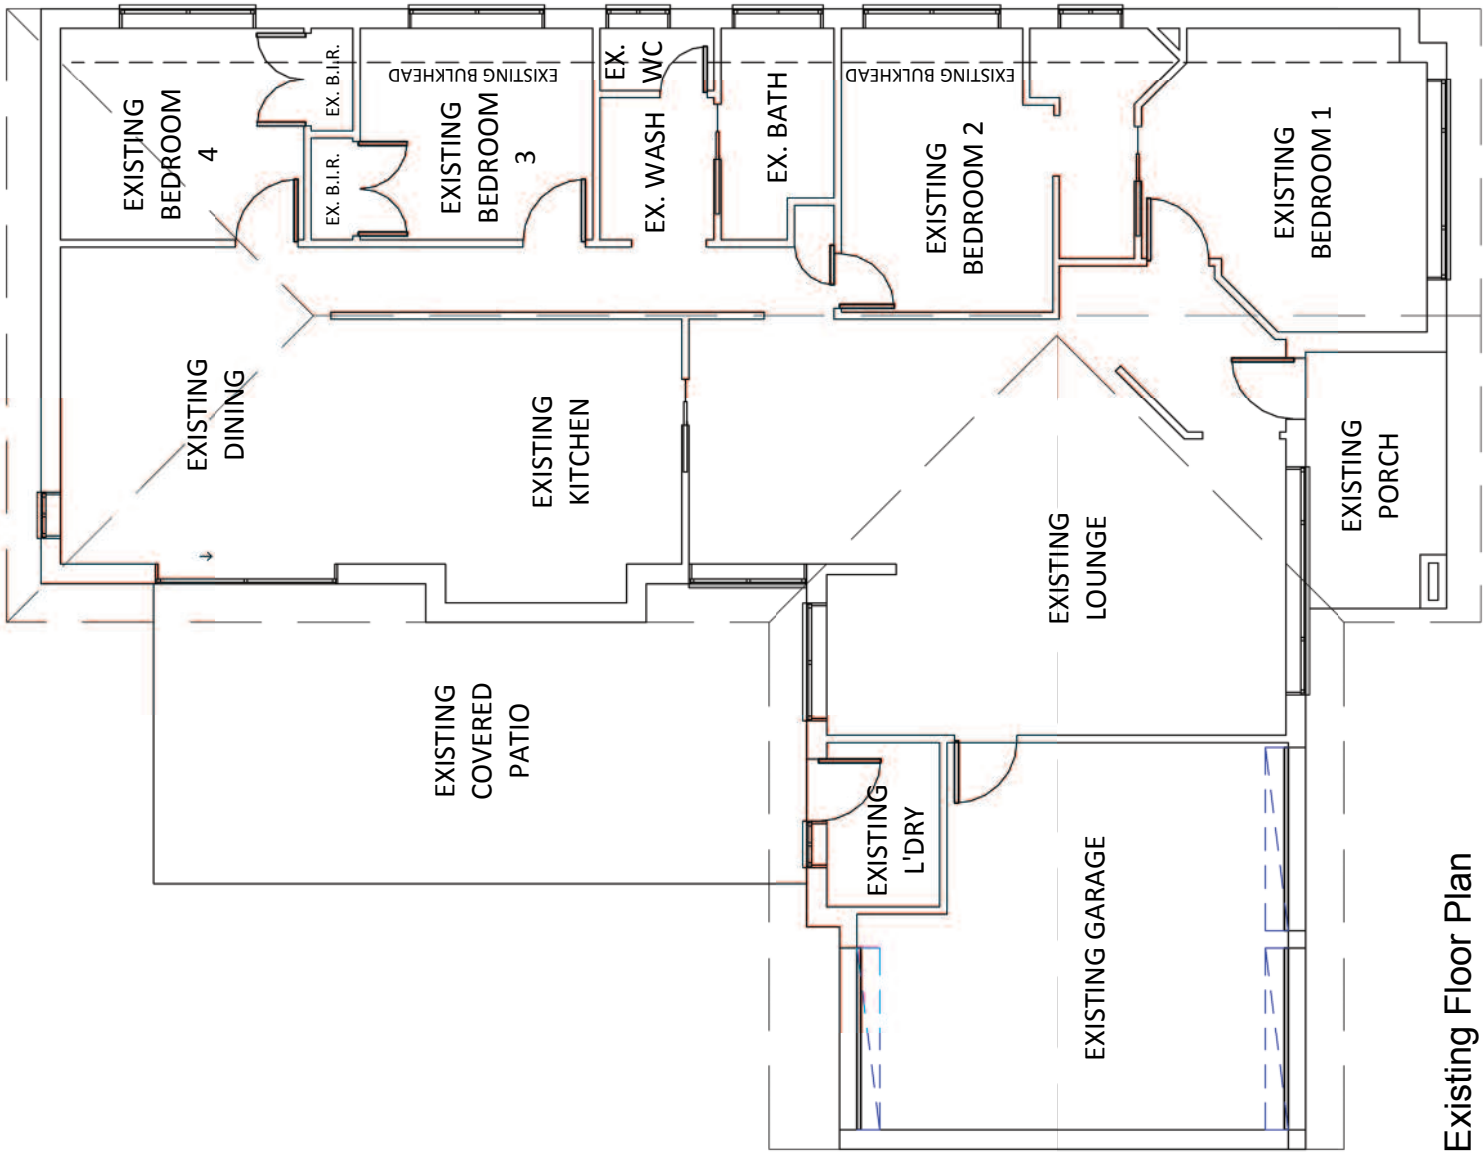 EXISTING
BEDROOM
4
EX. B.I.R.
EX. B.I.R.
EXISTING BULKHEAD
EXISTING
BEDROOM
3
EX.
WC
EX. WASH
EX. BATH
EXISTING BULKHEAD
EXISTING
BEDROOM 2
EXISTING
BEDROOM 1
EXISTING
DINING
EXISTING
KITCHEN
EXISTING
LOUNGE
EXISTING
PORCH
EXISTING
COVERED
PATIO
EXISTING
L'DRY
EXISTING GARAGE
Existing Floor Plan